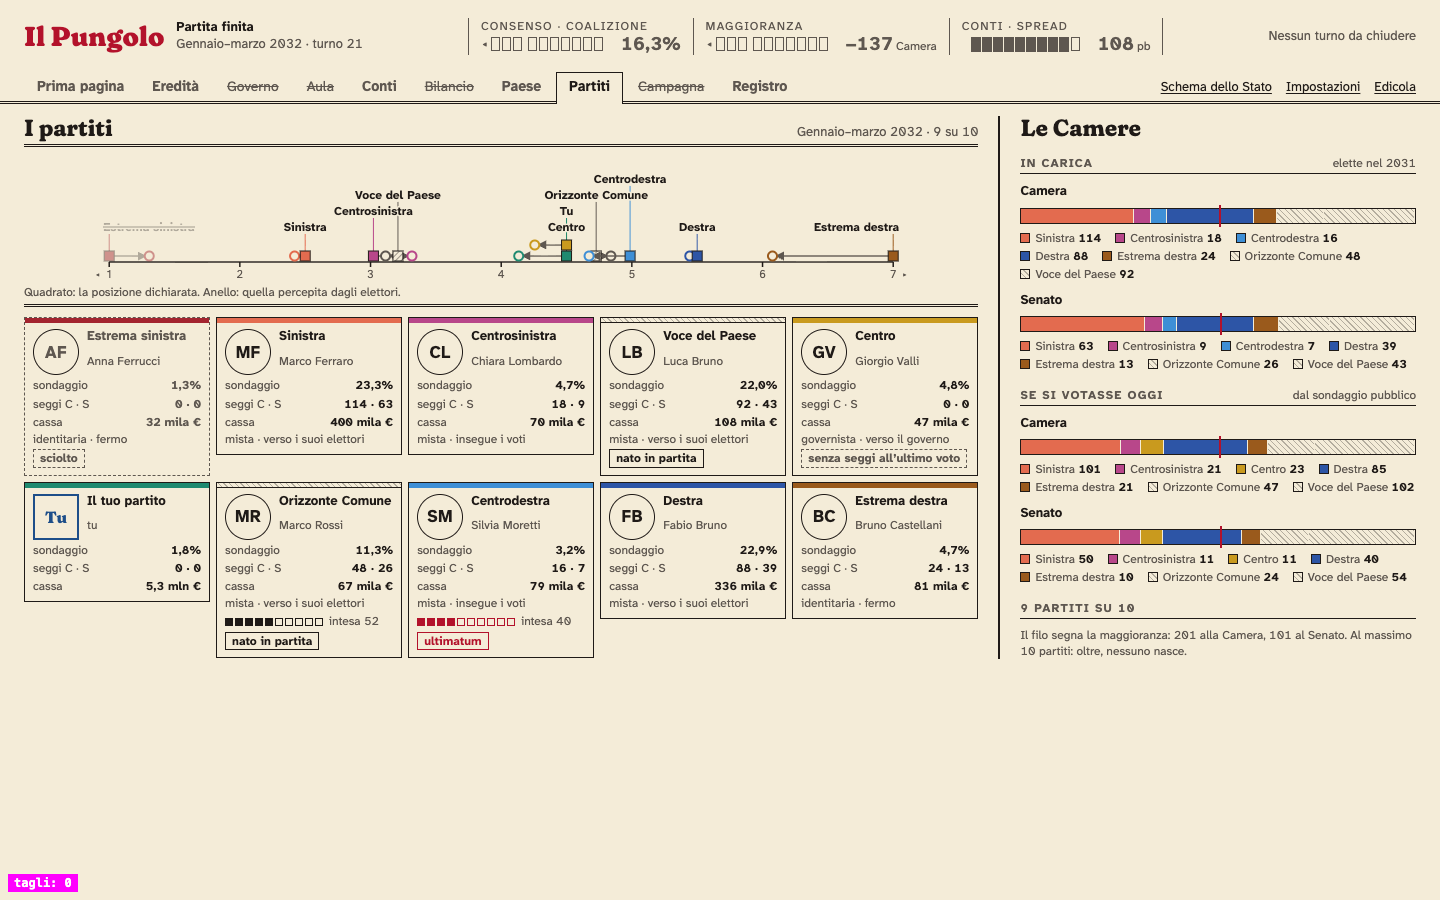 Il Pungolo
Partita finita
Gennaio–marzo 2032 · turno 21
CONSENSO · COALIZIONE
16,3%
MAGGIORANZA
−137 Camera
CONTI · SPREAD
108 pb
Nessun turno da chiudere
Prima pagina Eredità Governo Aula Conti Bilancio Paese Partiti Campagna Registro
Schema dello Stato Impostazioni Edicola
I partiti
Gennaio–marzo 2032 · 9 su 10
Centrodestra
Voce del Paese Orizzonte Comune
Centrosinistra Tu
Estrema sinistra Sinistra Centro Destra Estrema destra
1 2 3 4 5 6 7
Quadrato: la posizione dichiarata. Anello: quella percepita dagli elettori.
AF
Estrema sinistra
Anna Ferrucci
sondaggio 1,3%
seggi C · S 0 · 0
cassa 32 mila €
identitaria · fermo
sciolto
MF
Sinistra
Marco Ferraro
sondaggio 23,3%
seggi C · S 114 · 63
cassa 400 mila €
mista · verso i suoi elettori
CL
Centrosinistra
Chiara Lombardo
sondaggio 4,7%
seggi C · S 18 · 9
cassa 70 mila €
mista · insegue i voti
LB
Voce del Paese
Luca Bruno
sondaggio 22,0%
seggi C · S 92 · 43
cassa 108 mila €
mista · verso i suoi elettori
nato in partita
GV
Centro
Giorgio Valli
sondaggio 4,8%
seggi C · S 0 · 0
cassa 47 mila €
governista · verso il governo
senza seggi all’ultimo voto
Tu
Il tuo partito
tu
sondaggio 1,8%
seggi C · S 0 · 0
cassa 5,3 mln €
MR
Orizzonte Comune
Marco Rossi
sondaggio 11,3%
seggi C · S 48 · 26
cassa 67 mila €
mista · verso i suoi elettori
intesa 52
nato in partita
SM
Centrodestra
Silvia Moretti
sondaggio 3,2%
seggi C · S 16 · 7
cassa 79 mila €
mista · insegue i voti
intesa 40
ultimatum
FB
Destra
Fabio Bruno
sondaggio 22,9%
seggi C · S 88 · 39
cassa 336 mila €
mista · verso i suoi elettori
BC
Estrema destra
Bruno Castellani
sondaggio 4,7%
seggi C · S 24 · 13
cassa 81 mila €
identitaria · fermo
Le Camere
IN CARICA elette nel 2031
Camera
Sinistra 114 Centrosinistra 18 Centrodestra 16
Destra 88 Estrema destra 24 Orizzonte Comune 48
Voce del Paese 92
Senato
Sinistra 63 Centrosinistra 9 Centrodestra 7 Destra 39
Estrema destra 13 Orizzonte Comune 26 Voce del Paese 43
SE SI VOTASSE OGGI dal sondaggio pubblico
Camera
Sinistra 101 Centrosinistra 21 Centro 23 Destra 85
Estrema destra 21 Orizzonte Comune 47 Voce del Paese 102
Senato
Sinistra 50 Centrosinistra 11 Centro 11 Destra 40
Estrema destra 10 Orizzonte Comune 24 Voce del Paese 54
9 PARTITI SU 10
Il filo segna la maggioranza: 201 alla Camera, 101 al Senato. Al massimo
10 partiti: oltre, nessuno nasce.
tagli: 0